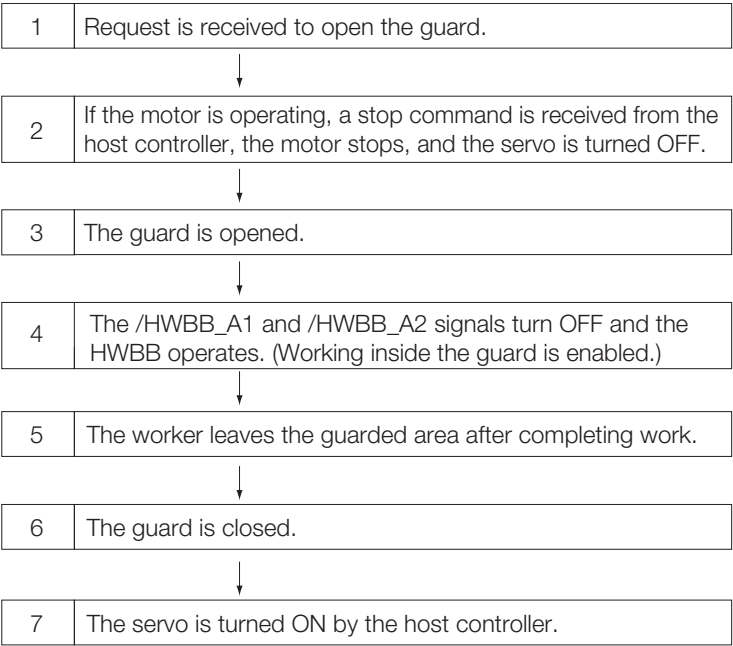 1 Request is received to open the guard.
2 If the motor is operating, a stop command is received from the
host controller, the motor stops, and the servo is turned OFF.
3 The guard is opened.
4 The /HWBB_A1 and /HWBB_A2 signals turn OFF and the
HWBB operates. (Working inside the guard is enabled.)
5 The worker leaves the guarded area after completing work.
6 The guard is closed.
7 The servo is turned ON by the host controller.